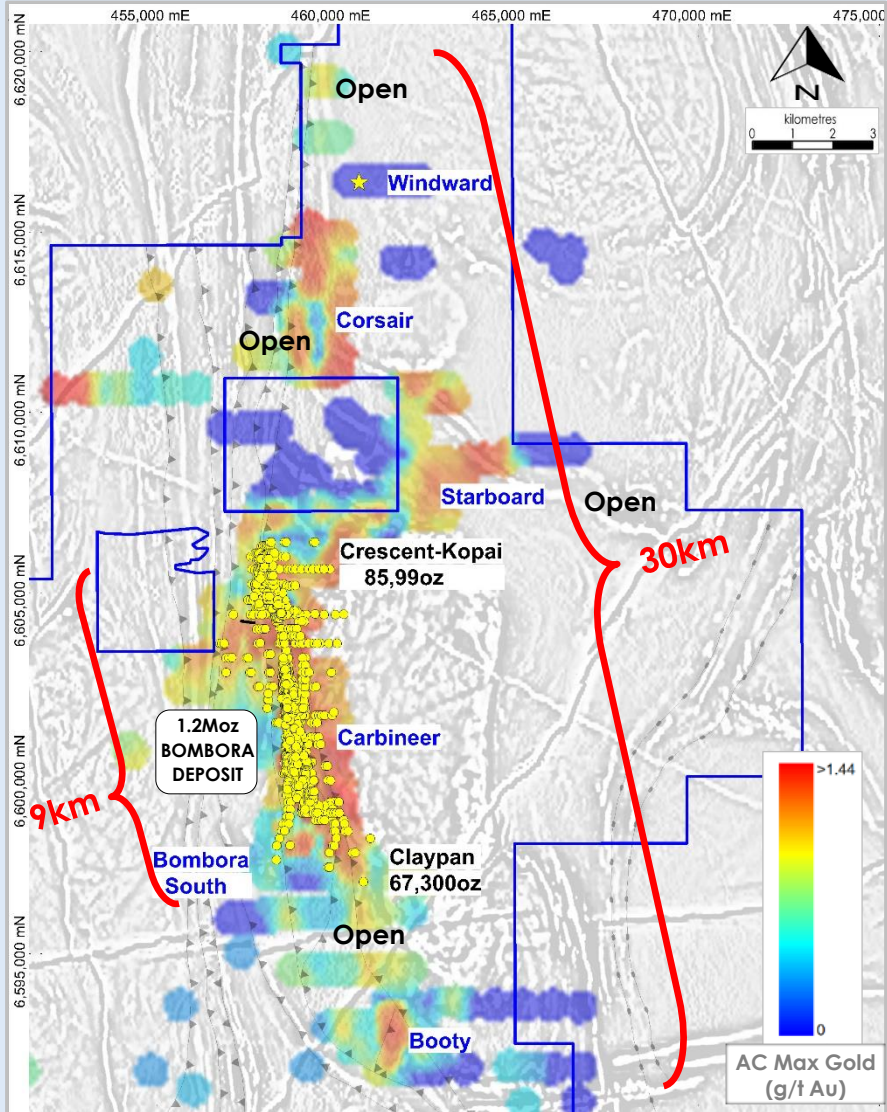 455,000 mE
460,000 mE
465,000 mE
470,000 mE
475,000
6,620,000 mN
6,615,000 mN
6,610,000 mN
6,605,000 mN
6,600,000 mN
6,595,000 mN
N
kilometres
0 1 2 3
Open
Windward
Corsair
Open
Starboard
Open
Crescent-Kopai
85,99oz
30km
1.2Moz
BOMBORA
DEPOSIT
Carbineer
9km
Bombora
South
Claypan
67,300oz
Open
Booty
>1.44
0
AC Max Gold
(g/t Au)